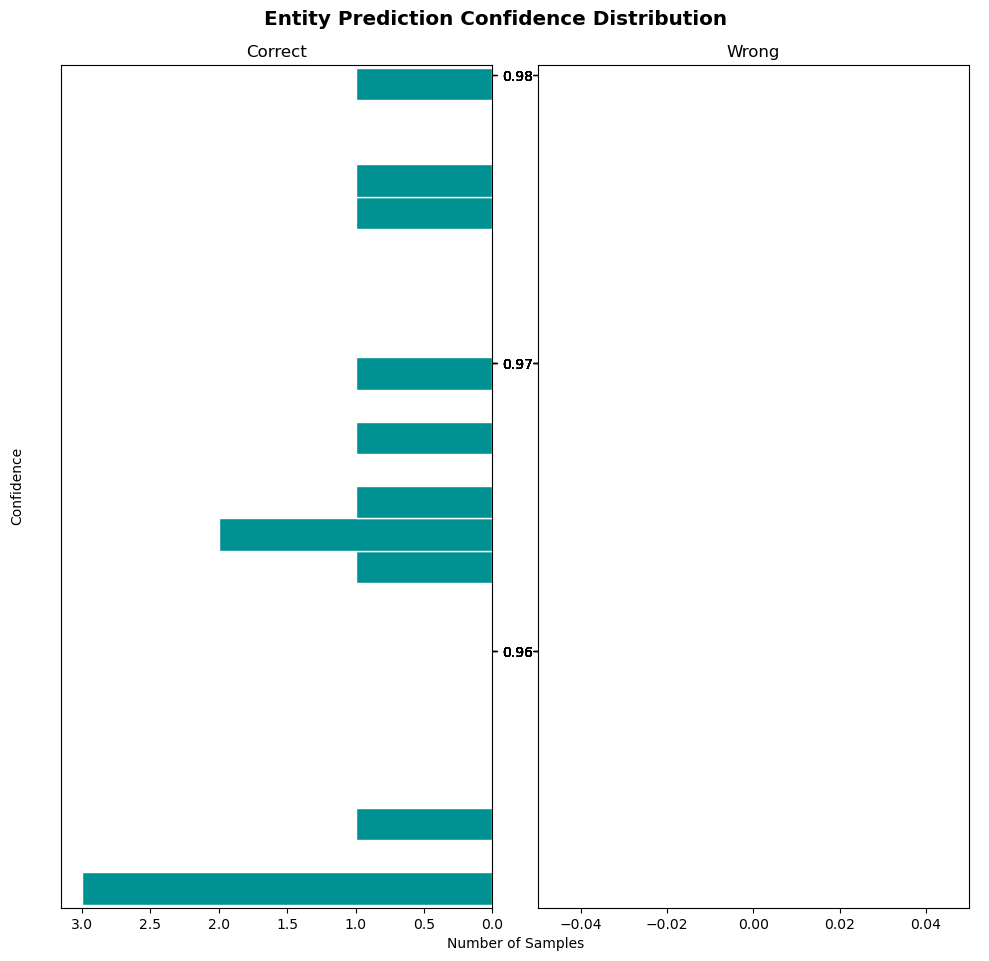 Entity Prediction Confidence Distribution
Correct
Wrong
0.98
0.97
0.96
Confidence
3.0 2.5 2.0 1.5 1.0 0.5 0.0
−0.04 −0.02 0.00 0.02 0.04
Number of Samples